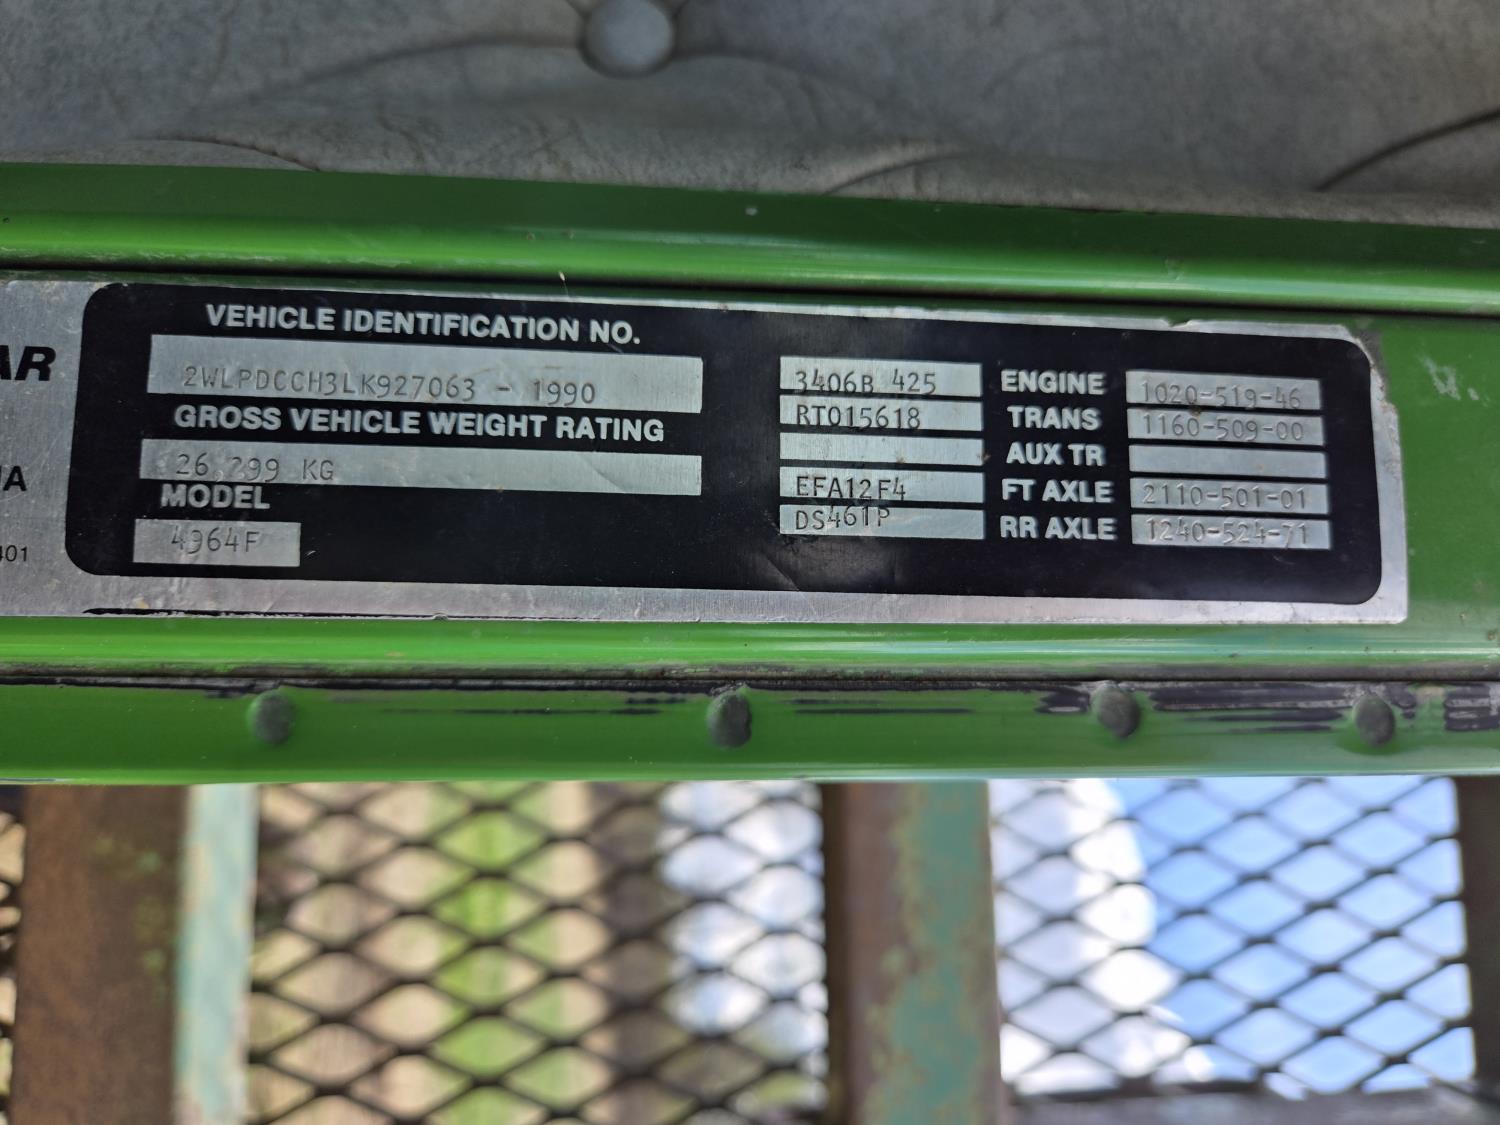 AR
VEHICLE IDENTIFICATION NO.
2WLPDCCH3LK927063 - 1990
GROSS VEHICLE WEIGHT RATING
26,299 KG
MODEL
4964F
A
401
3406B 425 ENGINE 1020-519-46
RTO15618 TRANS 1160-509-00
AUX TR
EFA12F4 FT AXLE 2110-501-01
DS461P RR AXLE 1240-524-71